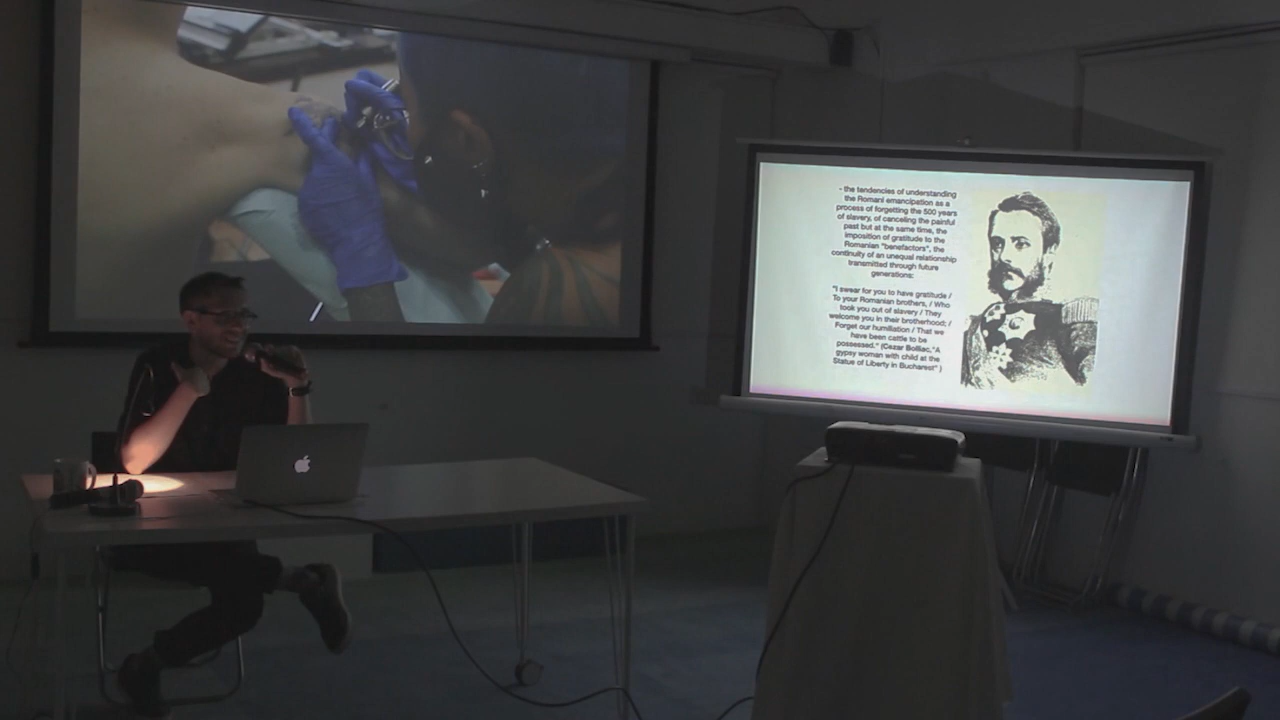 - the tendencies of understanding
the Romani emancipation as a
process of forgetting the 500 years
of slavery, of canceling the painful
past but at the same time, the
imposition of gratitude to the
Romanian "benefactors", the
continuity of an unequal relationship
transmitted through future
generations:
"I swear for you to have gratitude /
To your Romanian brothers, / Who
took you out of slavery / They
welcome you in their brotherhood; /
Forget our humiliation / That we
have been cattle to be
possessed." (Cezar Bolliac,"A
gypsy woman with child at the
Statue of Liberty in Bucharest" )